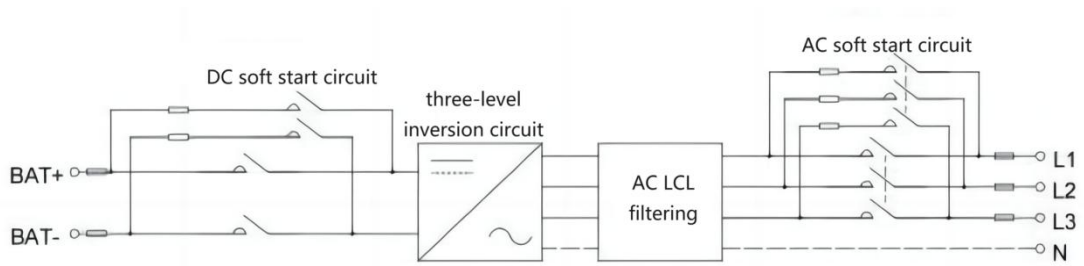 AC soft start circuit
DC soft start circuit
three-level
inversion circuit
BAT+
BAT-
AC LCL
filtering
L1
L2
L3
N